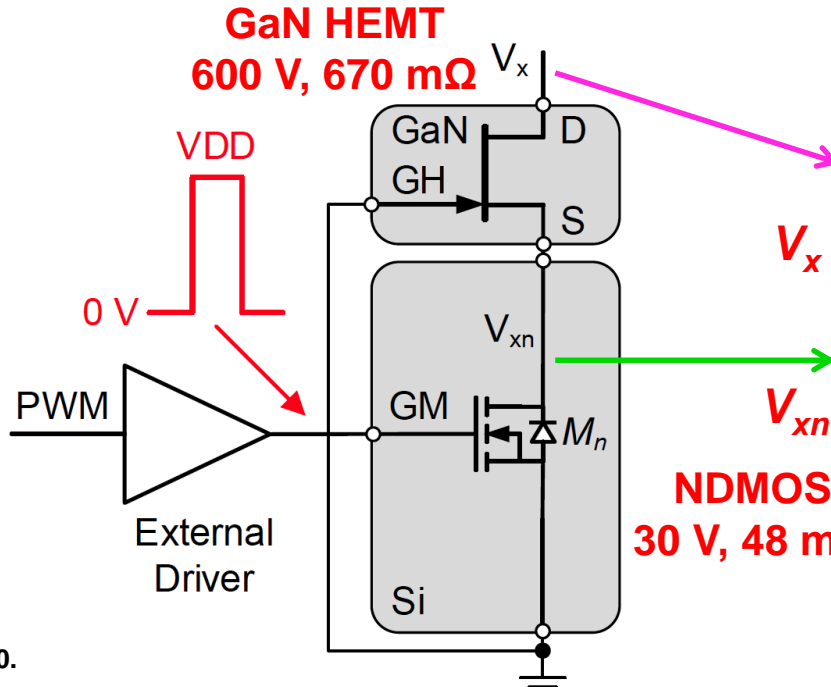 GaN HEMT
600 V, 670 mΩ
Vx
GaN
D
VDD
GH
S
Vx
0 V
Vxn
PWM
GM
Mn
Vxn
NDMOS
30 V, 48 m
External
Driver
Si
0.